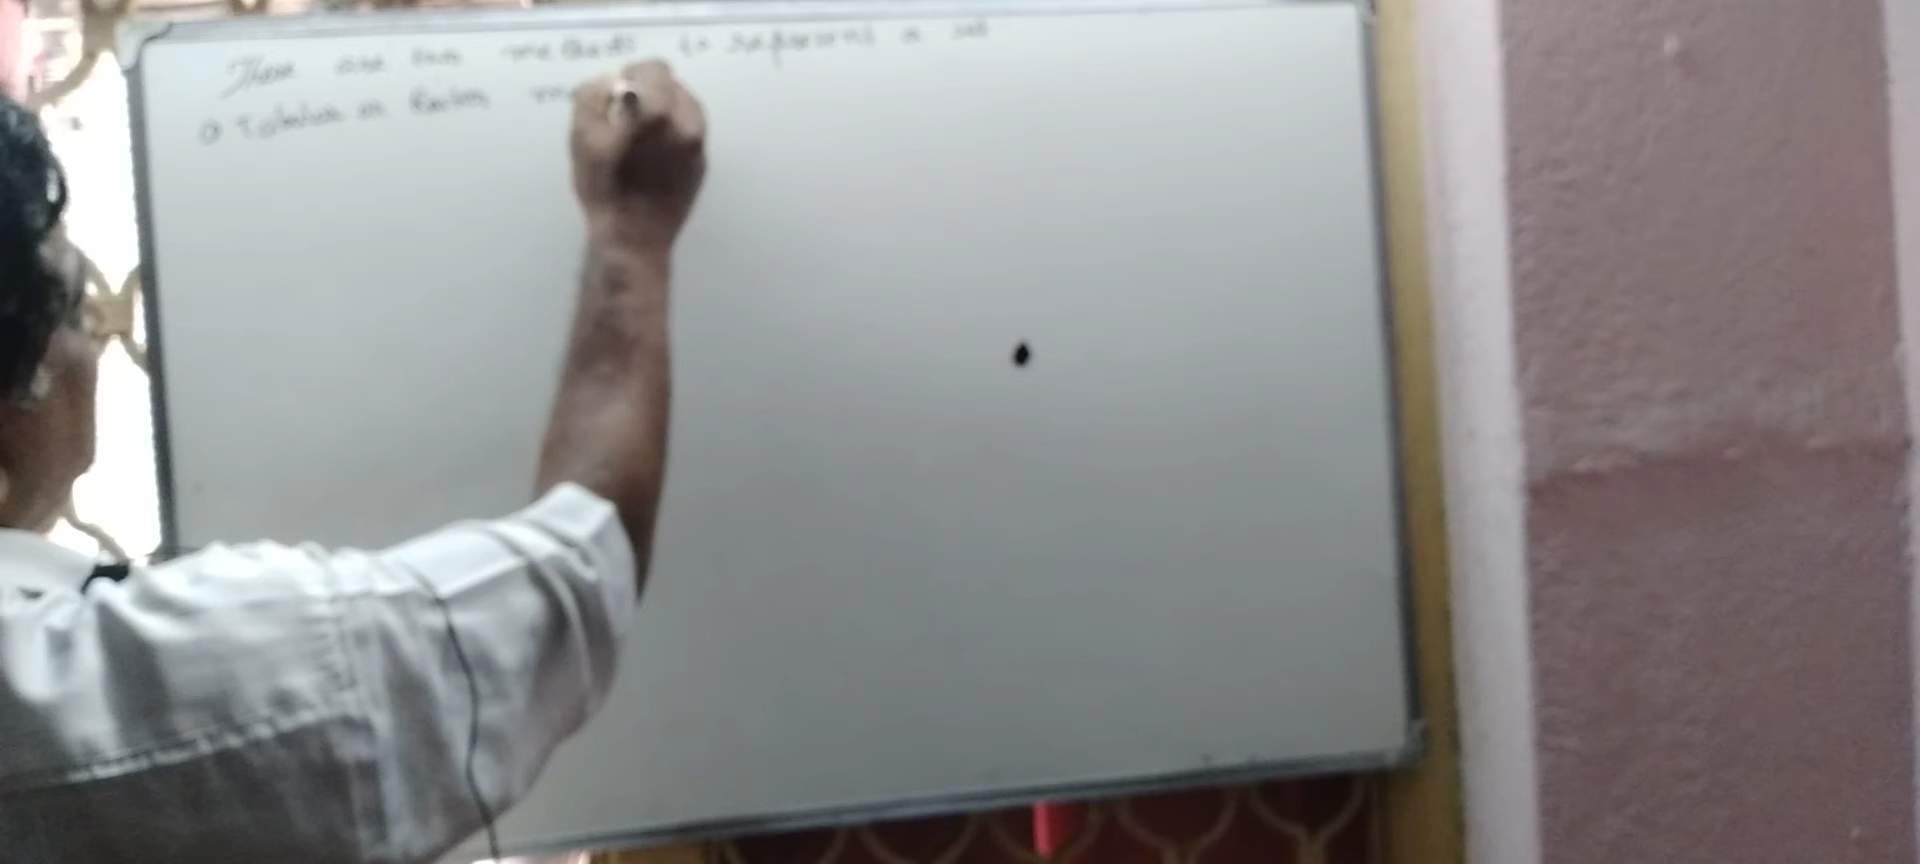 There are two methods to represent a set
① Tabular or Roster